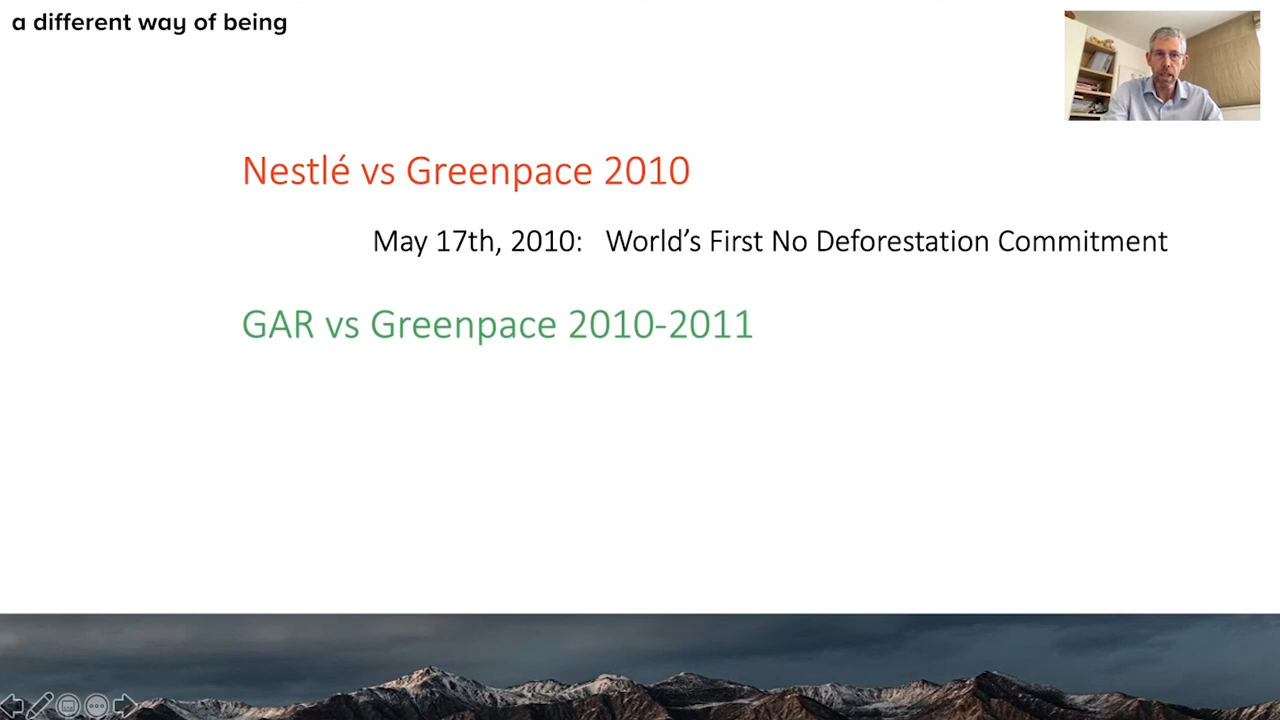 a different way of being
Nestlé vs Greenpace 2010
May 17th, 2010: World’s First No Deforestation Commitment
GAR vs Greenpace 2010-2011